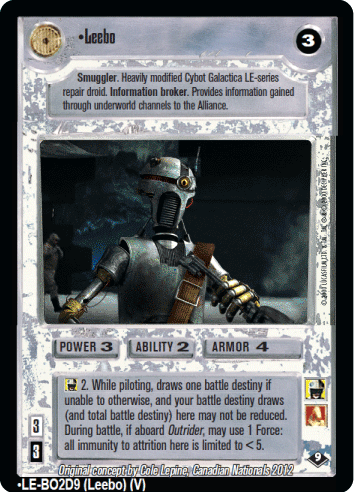 •Leebo
3
Smuggler. Heavily modified Cybot Galactica LE-series
repair droid. Information broker. Provides information gained
through underworld channels to the Alliance.
POWER 3
ABILITY 2
ARMOR 4
2. While piloting, draws one battle destiny if
unable to otherwise, and your battle destiny draws
(and total battle destiny) here may not be reduced.
During battle, if aboard Outrider, may use 1 Force:
all immunity to attrition here is limited to < 5.
3
3
9
Original concept by Cole Lepine, Canadian Nationals 2012
•LE-BO2D9 (Leebo) (V)